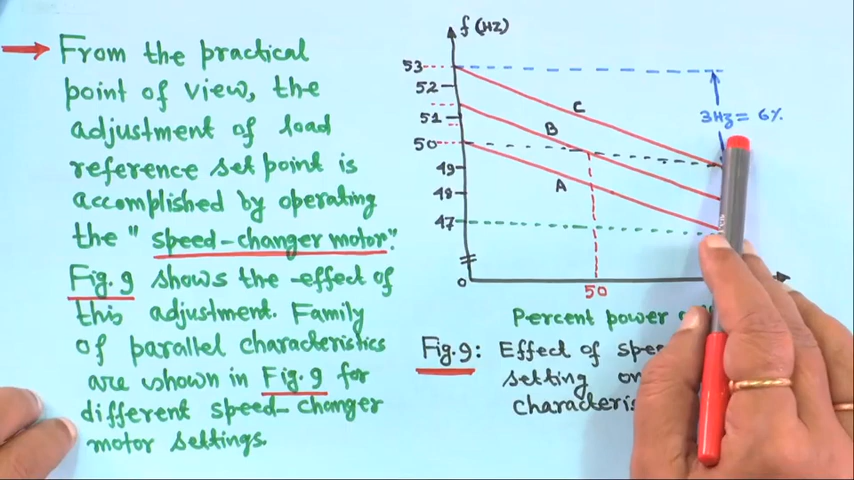 From the practical
point of view, the
adjustment of load
reference set point is
accomplished by operating
the "speed-changer motor".
Fig.9 shows the effect of
this adjustment. Family
of parallel characteristics
are shown in Fig.9 for
different speed-changer
motor settings.
f (HZ)
53
52
51
50
49
48
47
0
C
B
A
3Hz = 6%
50
Percent power
Fig.9: Effect of
setting